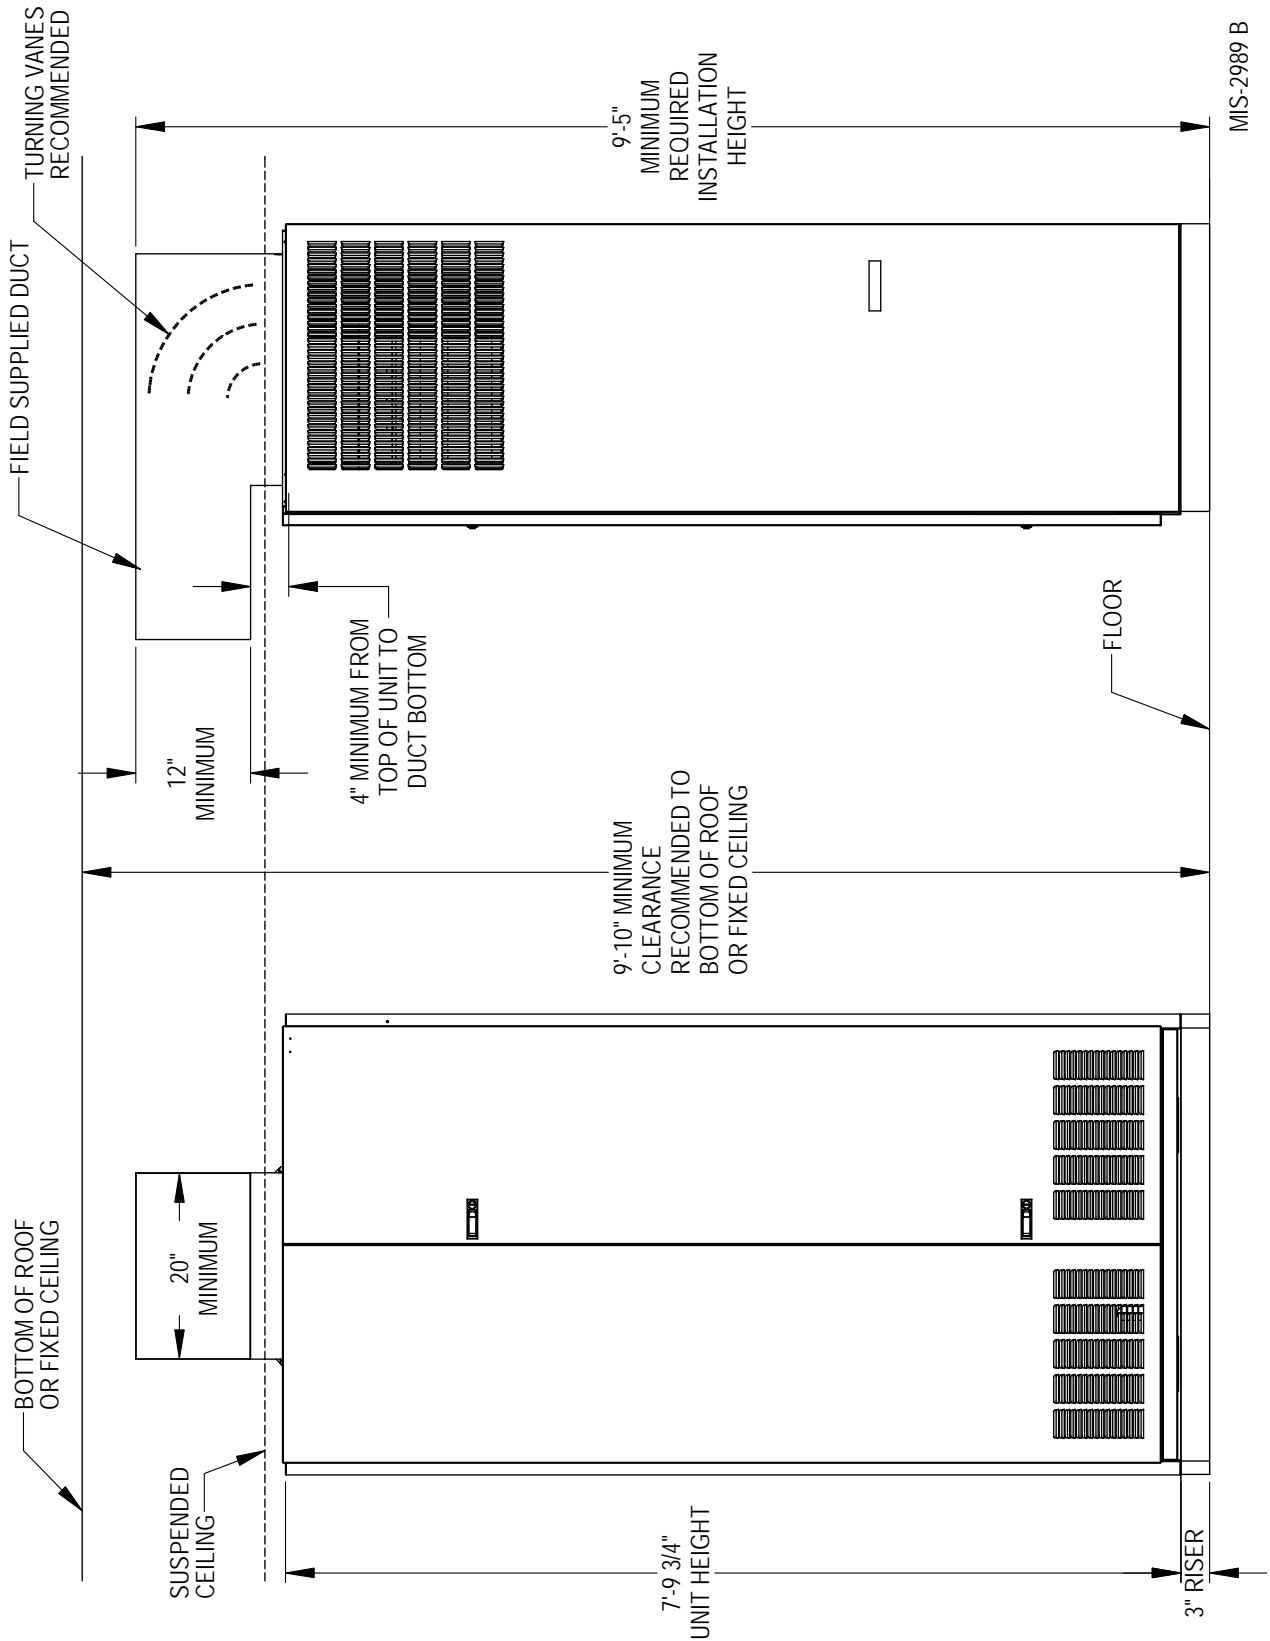 BOTTOM OF ROOF
OR FIXED CEILING
SUSPENDED
CEILING
20"
MINIMUM
7'-9 3/4"
UNIT HEIGHT
3" RISER
FIELD SUPPLIED DUCT
TURNING VANES
RECOMMENDED
12"
MINIMUM
4" MINIMUM FROM
TOP OF UNIT TO
DUCT BOTTOM
9'-10" MINIMUM
CLEARANCE
RECOMMENDED TO
BOTTOM OF ROOF
OR FIXED CEILING
9'-5"
MINIMUM
REQUIRED
INSTALLATION
HEIGHT
FLOOR
MIS-2989 B